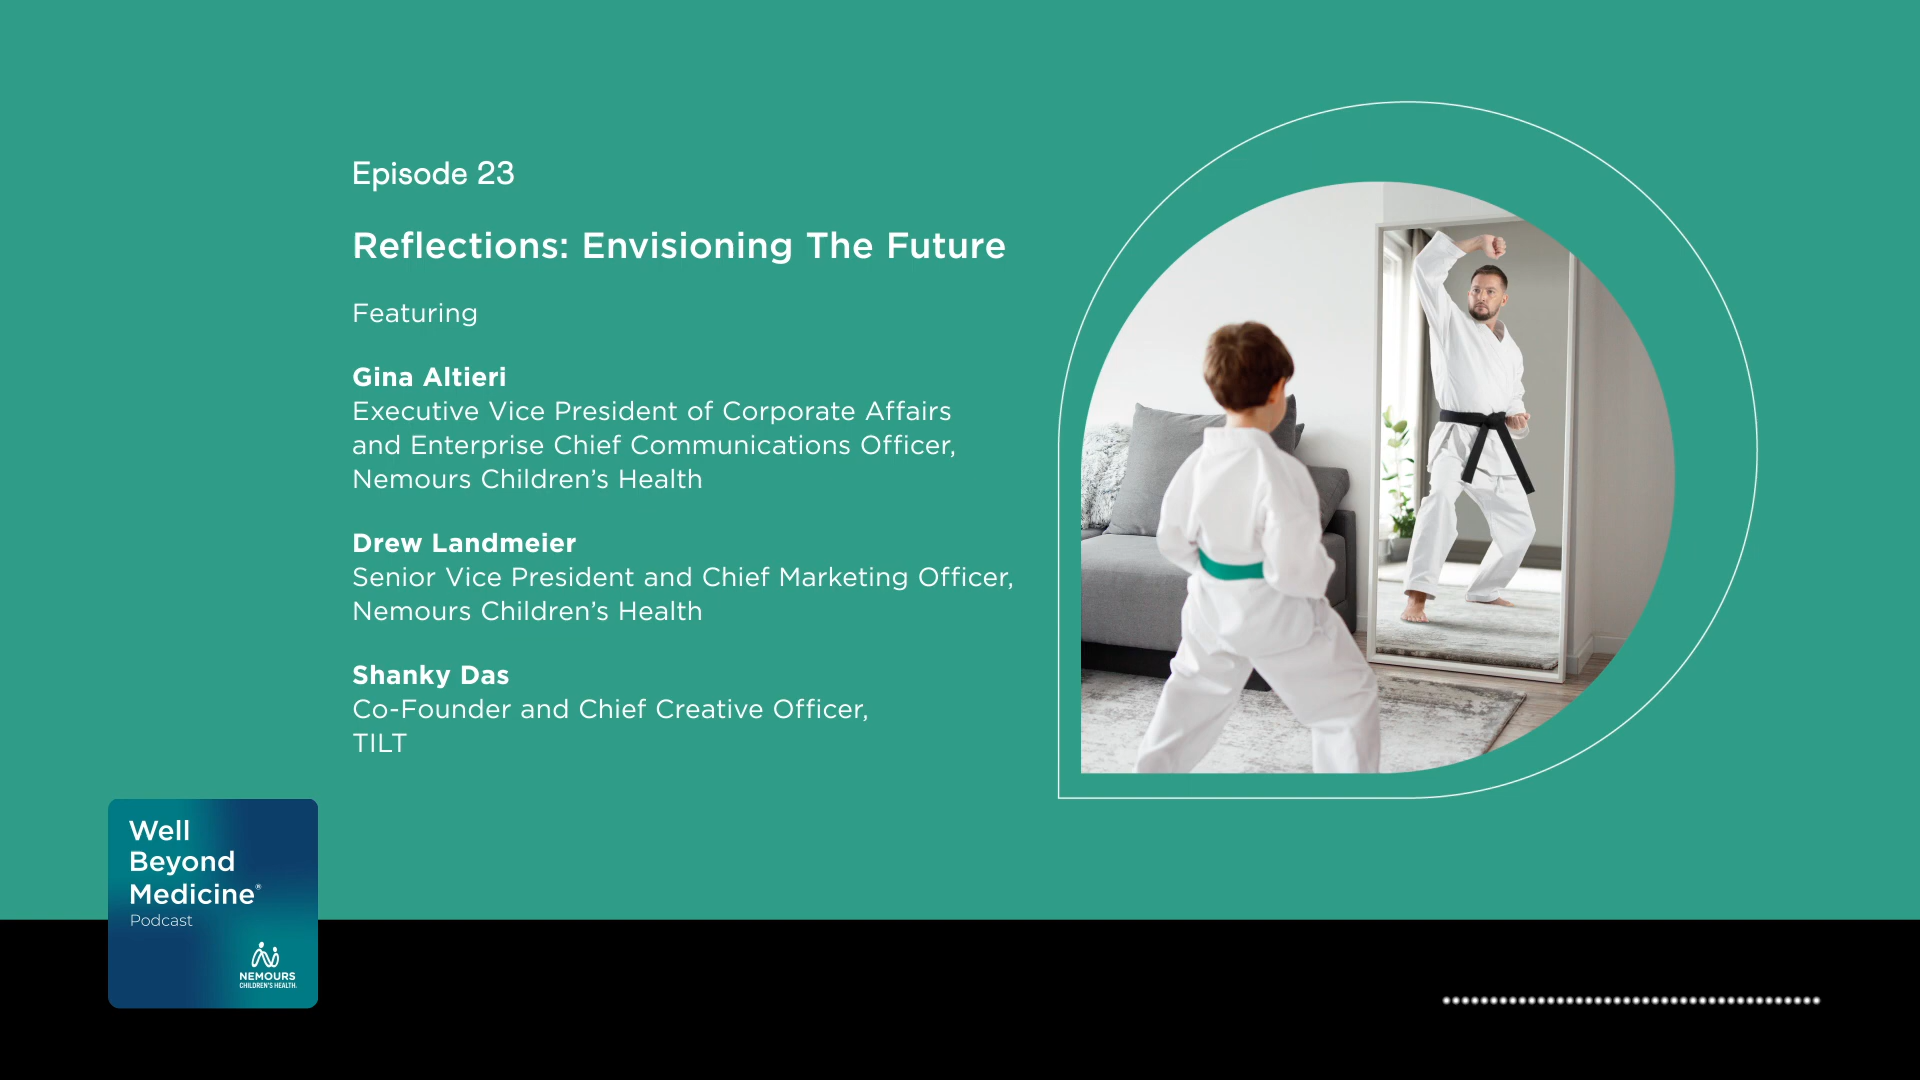 Episode 23
Reflections: Envisioning The Future
Featuring
Gina Altieri
Executive Vice President of Corporate Affairs
and Enterprise Chief Communications Officer,
Nemours Children’s Health
Drew Landmeier
Senior Vice President and Chief Marketing Officer,
Nemours Children’s Health
Shanky Das
Co-Founder and Chief Creative Officer,
TILT
Well
Beyond
Medicine®
Podcast
NEMOURS
CHILDREN'S HEALTH.